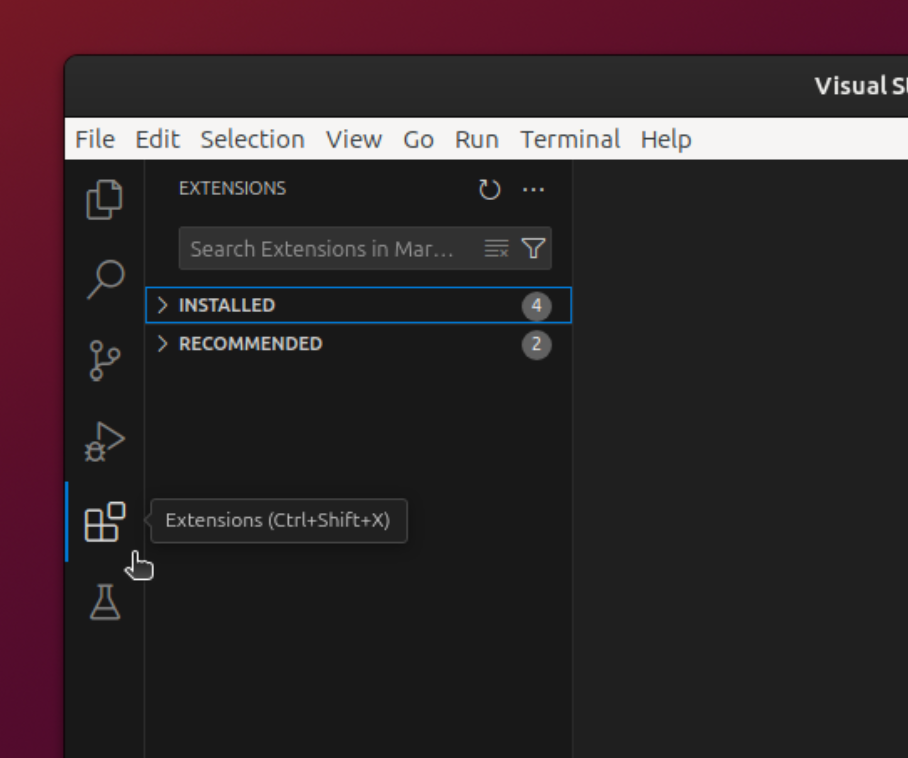 Visual
File Edit Selection View Go Run Terminal Help
EXTENSIONS
Search Extensions in Mar...
INSTALLED 4
RECOMMENDED 2
Extensions (Ctrl+Shift+X)